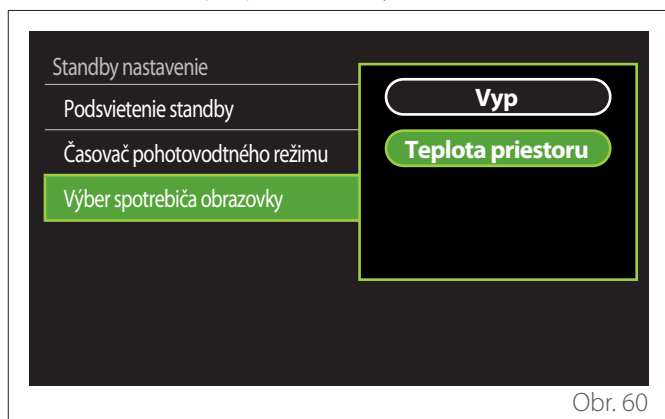 Standby nastavenie
Podsvietenie standby
Časovač pohotovodtného režimu
Výber spotrebiča obrazovky
Vyp
Teplota priestoru
Obr. 60